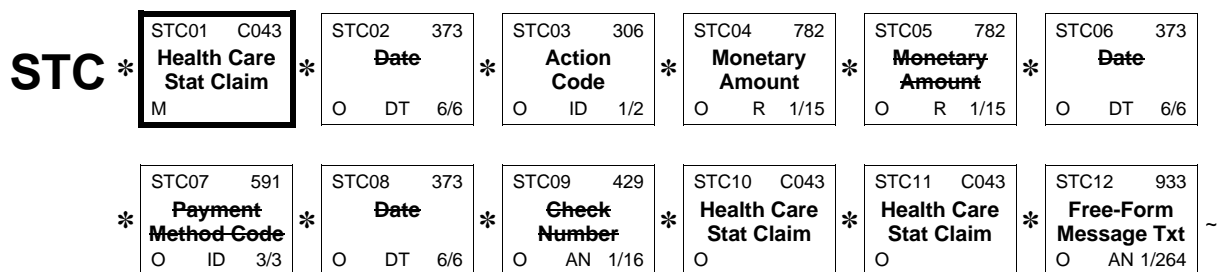 STC01 C043 STC02 373 STC03 306 STC04 782 STC05 782 STC06 373
STC * Health Care * Date * Action * Monetary * Monetary * Date
Stat Claim Code Amount Amount
M O DT 6/6 O ID 1/2 O R 1/15 O R 1/15 O DT 6/6
STC07 591 STC08 373 STC09 429 STC10 C043 STC11 C043 STC12 933
* Payment * Date * Check * Health Care * Health Care * Free-Form ~
Method Code Number Stat Claim Stat Claim Message Txt
O ID 3/3 O DT 6/6 O AN 1/16 O O O AN 1/264